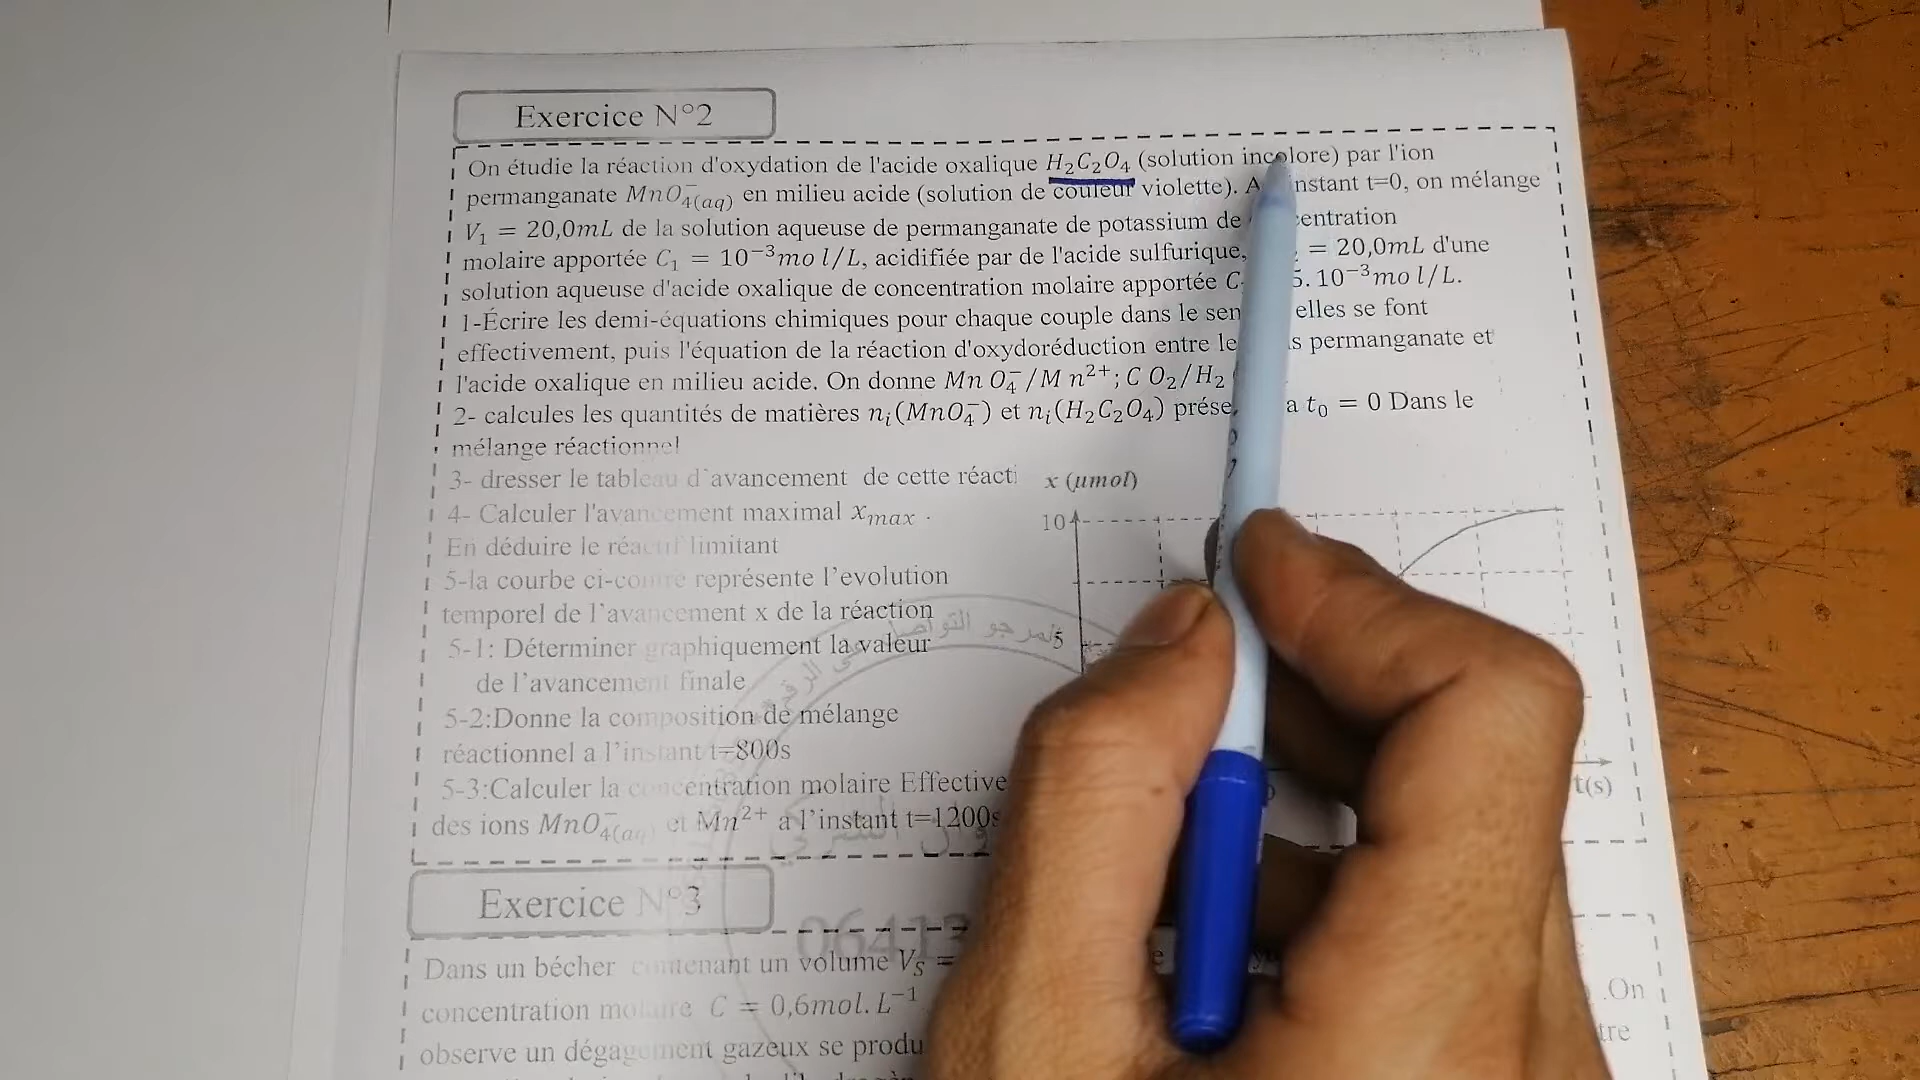 Exercice N°2
On étudie la réaction d'oxydation de l'acide oxalique H₂C₂O₄ (solution incolore) par l'ion
permanganate MnO₄⁻(aq) en milieu acide (solution de couleur violette). A instant t=0, on mélange
V₁ = 20,0mL de la solution aqueuse de permanganate de potassium de
molaire apportée C₁ = 10⁻³mo l/L, acidifiée par de l'acide sulfurique, = 20,0mL d'une
solution aqueuse d'acide oxalique de concentration molaire apportée C 5.10⁻³mo l/L.
1-Écrire les demi-équations chimiques pour chaque couple dans le elles se font
effectivement, puis l'équation de la réaction d'oxydoréduction entre permanganate et
l'acide oxalique en milieu acide. On donne Mn O₄⁻/M n²⁺; C O₂/H₂
2- calcules les quantités de matières nᵢ(MnO₄⁻) et nᵢ(H₂C₂O₄) a t₀ = 0 Dans le
mélange réactionnel
3- dresser le tableau d'avancement de cette réacti
4- Calculer l'avancement maximal xₘₐₓ .
En déduire le réactif limitant
5-la courbe ci-contre représente l'evolution
temporel de l'avancement x de la réaction
5-1: Déterminer graphiquement la valeur
de l'avancement finale
5-2:Donne la composition de mélange
réactionnel a l'instant t=800s
5-3:Calculer la concentration molaire Effective
des ions MnO₄⁻(aq) et Mn²⁺ a l'instant t=1200s
x (µmol)
10
5
t(s)
Exercice N°3
Dans un bécher contenant un volume Vₛ =
concentration molaire C = 0,6mol.L⁻¹ .On
observe un dégagement gazeux se produ
0641